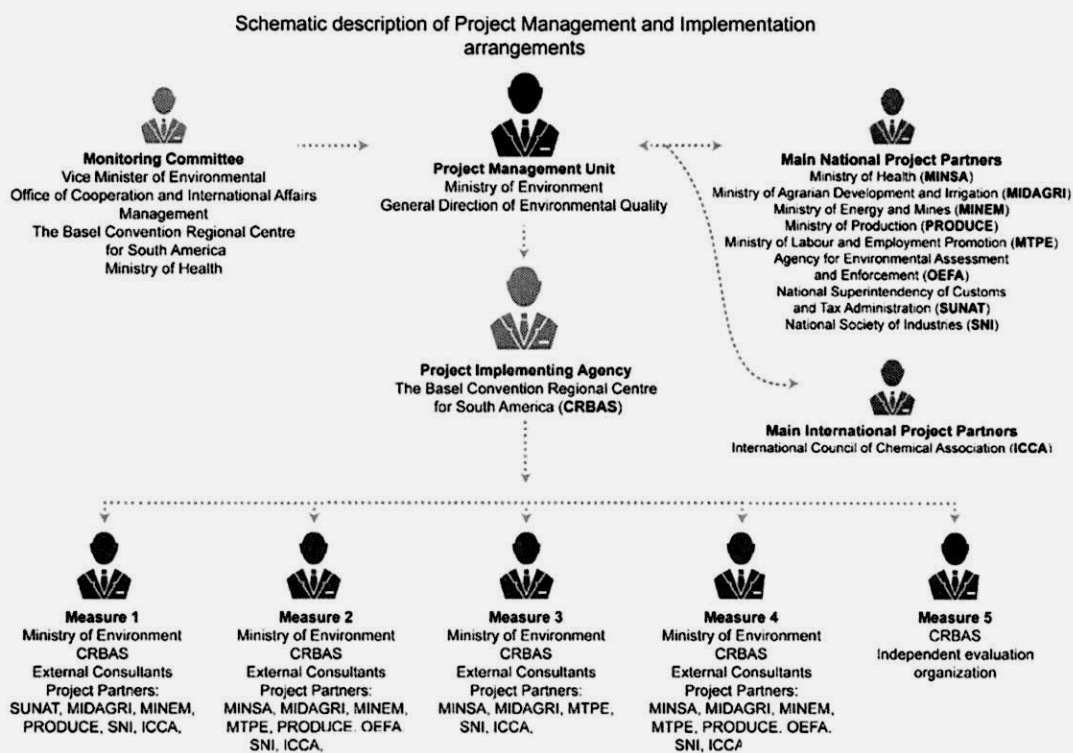 Schematic description of Project Management and Implementation
arrangements
Monitoring Committee
Vice Minister of Environmental
Office of Cooperation and International Affairs
Management
The Basel Convention Regional Centre
for South America
Ministry of Health
Project Management Unit
Ministry of Environment
General Direction of Environmental Quality
Main National Project Partners
Ministry of Health (MINSA)
Ministry of Agrarian Development and Irrigation (MIDAGRI)
Ministry of Energy and Mines (MINEM)
Ministry of Production (PRODUCE)
Ministry of Labour and Employment Promotion (MTPE)
Agency for Environmental Assessment
and Enforcement (OEFA)
National Superintendency of Customs
and Tax Administration (SUNAT)
National Society of Industries (SNI)
Project Implementing Agency
The Basel Convention Regional Centre
for South America (CRBAS)
Main International Project Partners
International Council of Chemical Association (ICCA)
Measure 1
Ministry of Environment
CRBAS
External Consultants
Project Partners:
SUNAT, MIDAGRI, MINEM,
PRODUCE, SNI, ICCA,
Measure 2
Ministry of Environment
CRBAS
External Consultants
Project Partners:
MINSA, MIDAGRI, MINEM,
MTPE, PRODUCE, OEFA,
SNI, ICCA,
Measure 3
Ministry of Environment
CRBAS
External Consultants
Project Partners:
MINSA, MIDAGRI, MTPE,
SNI, ICCA,
Measure 4
Ministry of Environment
CRBAS
External Consultants
Project Partners:
MINSA, MIDAGRI, MINEM,
MTPE, PRODUCE, OEFA,
SNI, ICCA
Measure 5
CRBAS
Independent evaluation
organization